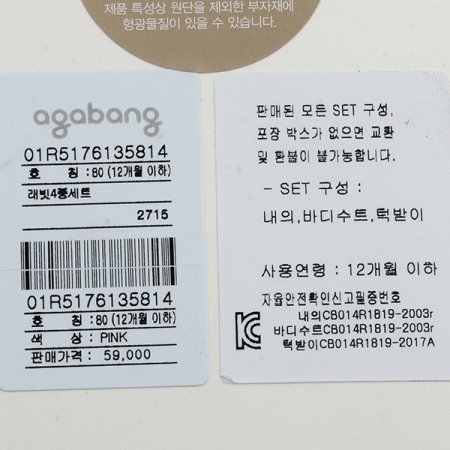 제품 특성상 원단을 제외한 부자재에
형광물질이 있을 수 있습니다.
agabang
01R5176135814
호 칭 : 80 (12개월 이하)
래빗4종세트
2715
01R5176135814
호 칭 : 80 (12개월 이하)
색 상 : PINK
판매가격 : 59,000
판매된 모든 SET 구성,
포장 박스가 없으면 교환
및 환불이 불가능합니다.
- SET 구성 :
내의,바디수트,턱받이
사용연령 : 12개월 이하
자율안전확인신고필증번호
내의CB014R1819-2003r
바디수트CB014R1819-2003r
턱받이CB014R1819-2017A